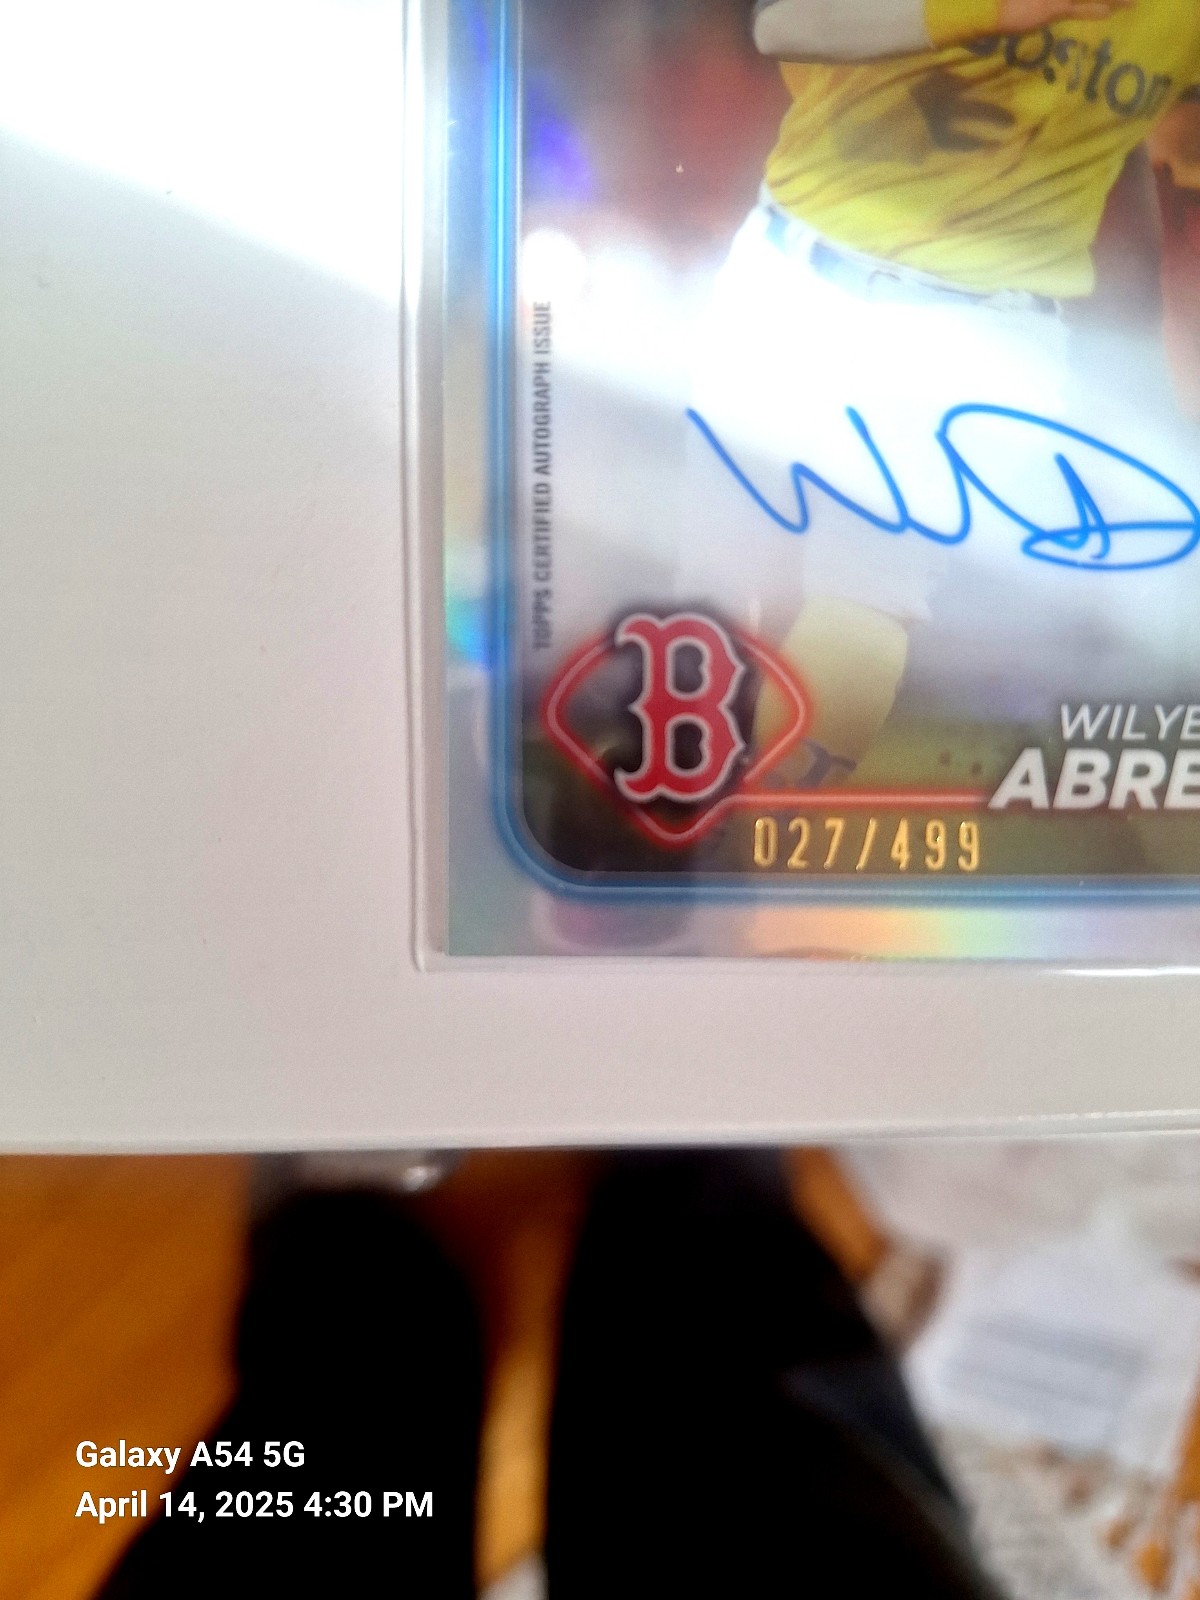 Boston
TOPPS CERTIFIED AUTOGRAPH ISSUE
B
WILYE
ABRE
027/499
Galaxy A54 5G
April 14, 2025 4:30 PM